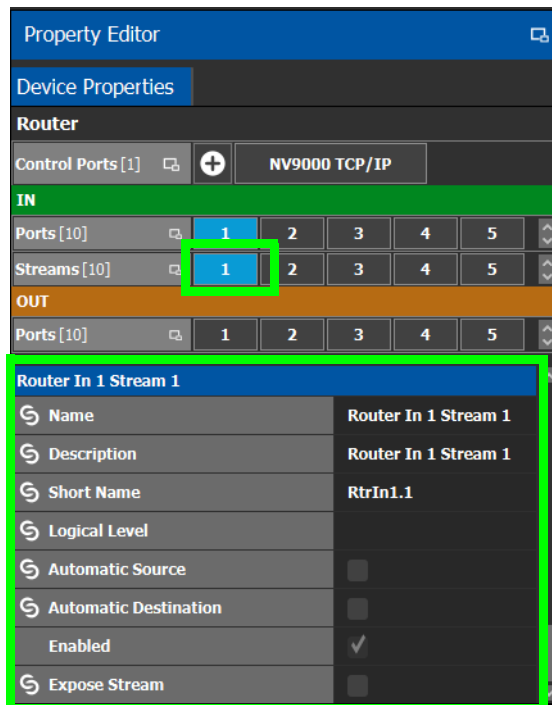 Property Editor
Device Properties
Router
Control Ports [1] NV9000 TCP/IP
IN
Ports [10] 1 2 3 4 5
Streams [10] 1 2 3 4 5
OUT
Ports [10] 1 2 3 4 5
Router In 1 Stream 1
Name Router In 1 Stream 1
Description Router In 1 Stream 1
Short Name RtrIn1.1
Logical Level
Automatic Source
Automatic Destination
Enabled
Expose Stream